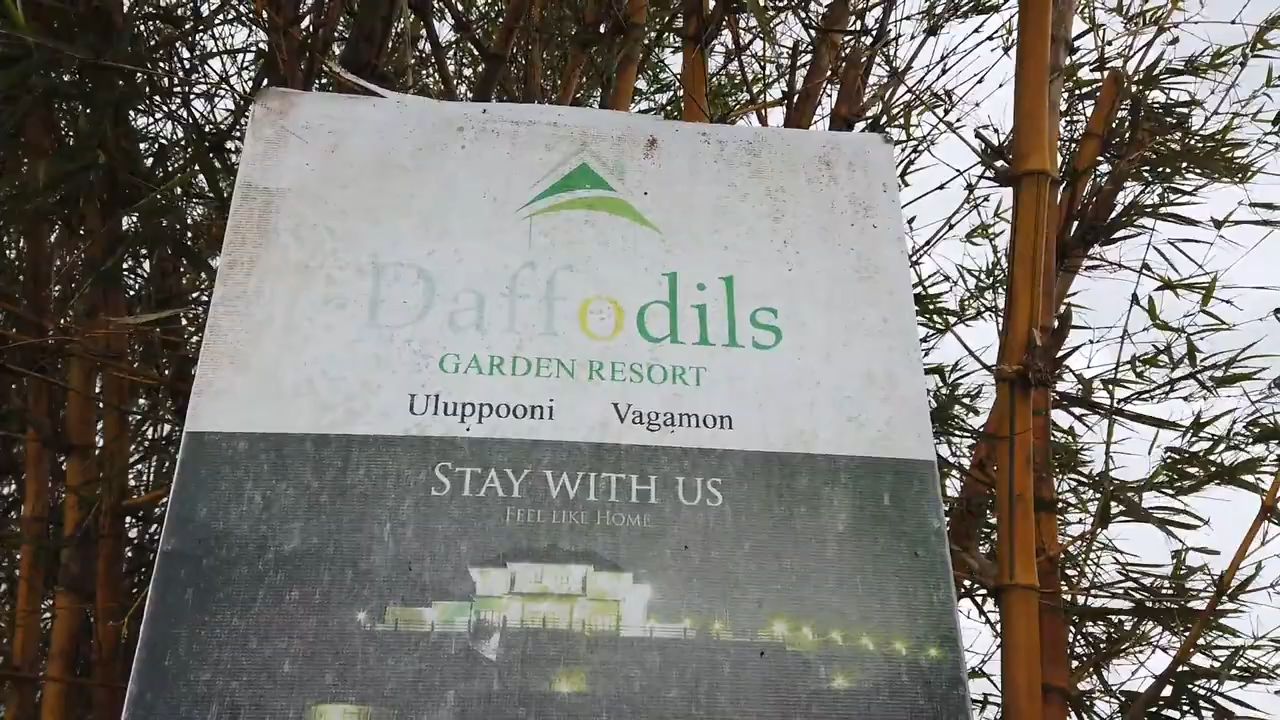 Daffodils
GARDEN RESORT
Uluppooni Vagamon
STAY WITH US
FEEL LIKE HOME